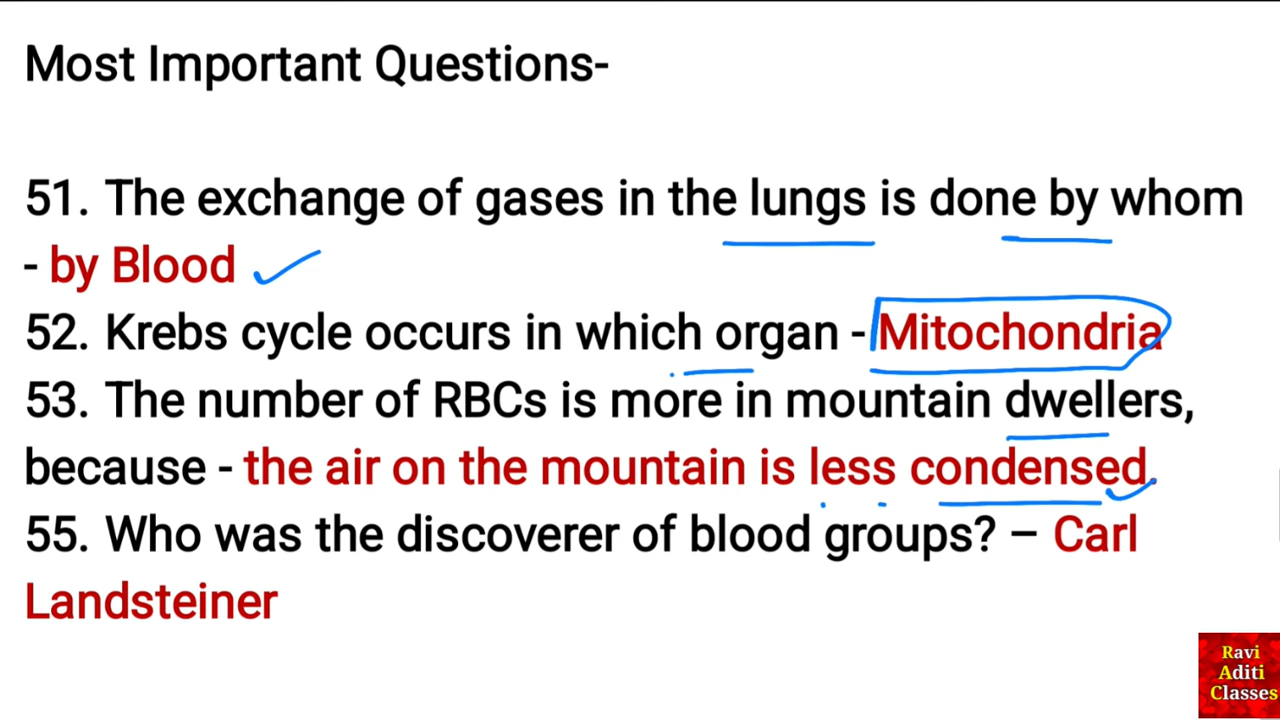 Most Important Questions-
51. The exchange of gases in the lungs is done by whom
- by Blood
52. Krebs cycle occurs in which organ - Mitochondria
53. The number of RBCs is more in mountain dwellers,
because - the air on the mountain is less condensed.
55. Who was the discoverer of blood groups? – Carl
Landsteiner
Ravi
Aditi
Classes